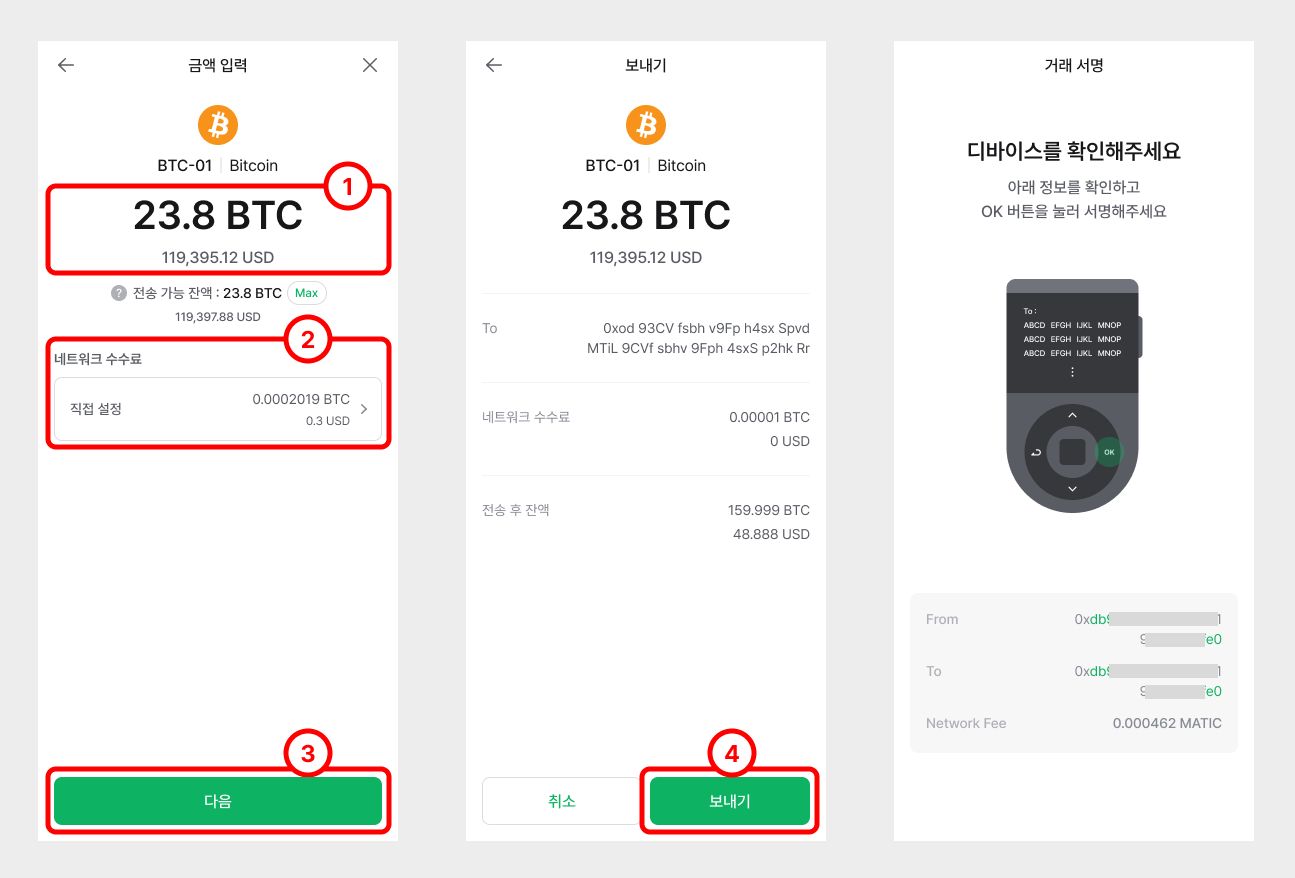 금액 입력
BTC-01 | Bitcoin
1
23.8 BTC
119,395.12 USD
? 전송 가능 잔액 : 23.8 BTC Max
119,397.88 USD
2
네트워크 수수료
직접 설정
0.0002019 BTC
0.3 USD
3
다음
보내기
BTC-01 | Bitcoin
23.8 BTC
119,395.12 USD
To
0xod 93CV fsbh v9Fp h4sx Spvd
MTiL 9CVf sbhv 9Fph 4sxS p2hk Rr
네트워크 수수료
0.00001 BTC
0 USD
전송 후 잔액
159.999 BTC
48.888 USD
4
취소
보내기
거래 서명
디바이스를 확인해주세요
아래 정보를 확인하고
OK 버튼을 눌러 서명해주세요
To :
ABCD EFGH IJKL MNOP
ABCD EFGH IJKL MNOP
ABCD EFGH IJKL MNOP
OK
From
0xdb9
e0
To
0xdb9
e0
Network Fee
0.000462 MATIC